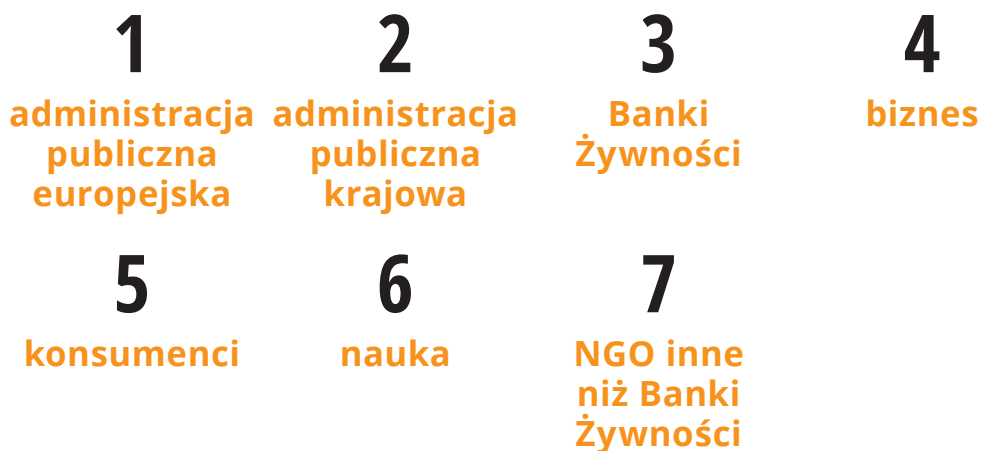 1
administracja
publiczna
europejska
2
administracja
publiczna
krajowa
3
Banki
Żywności
4
biznes
5
konsumenci
6
nauka
7
NGO inne
niż Banki
Żywności